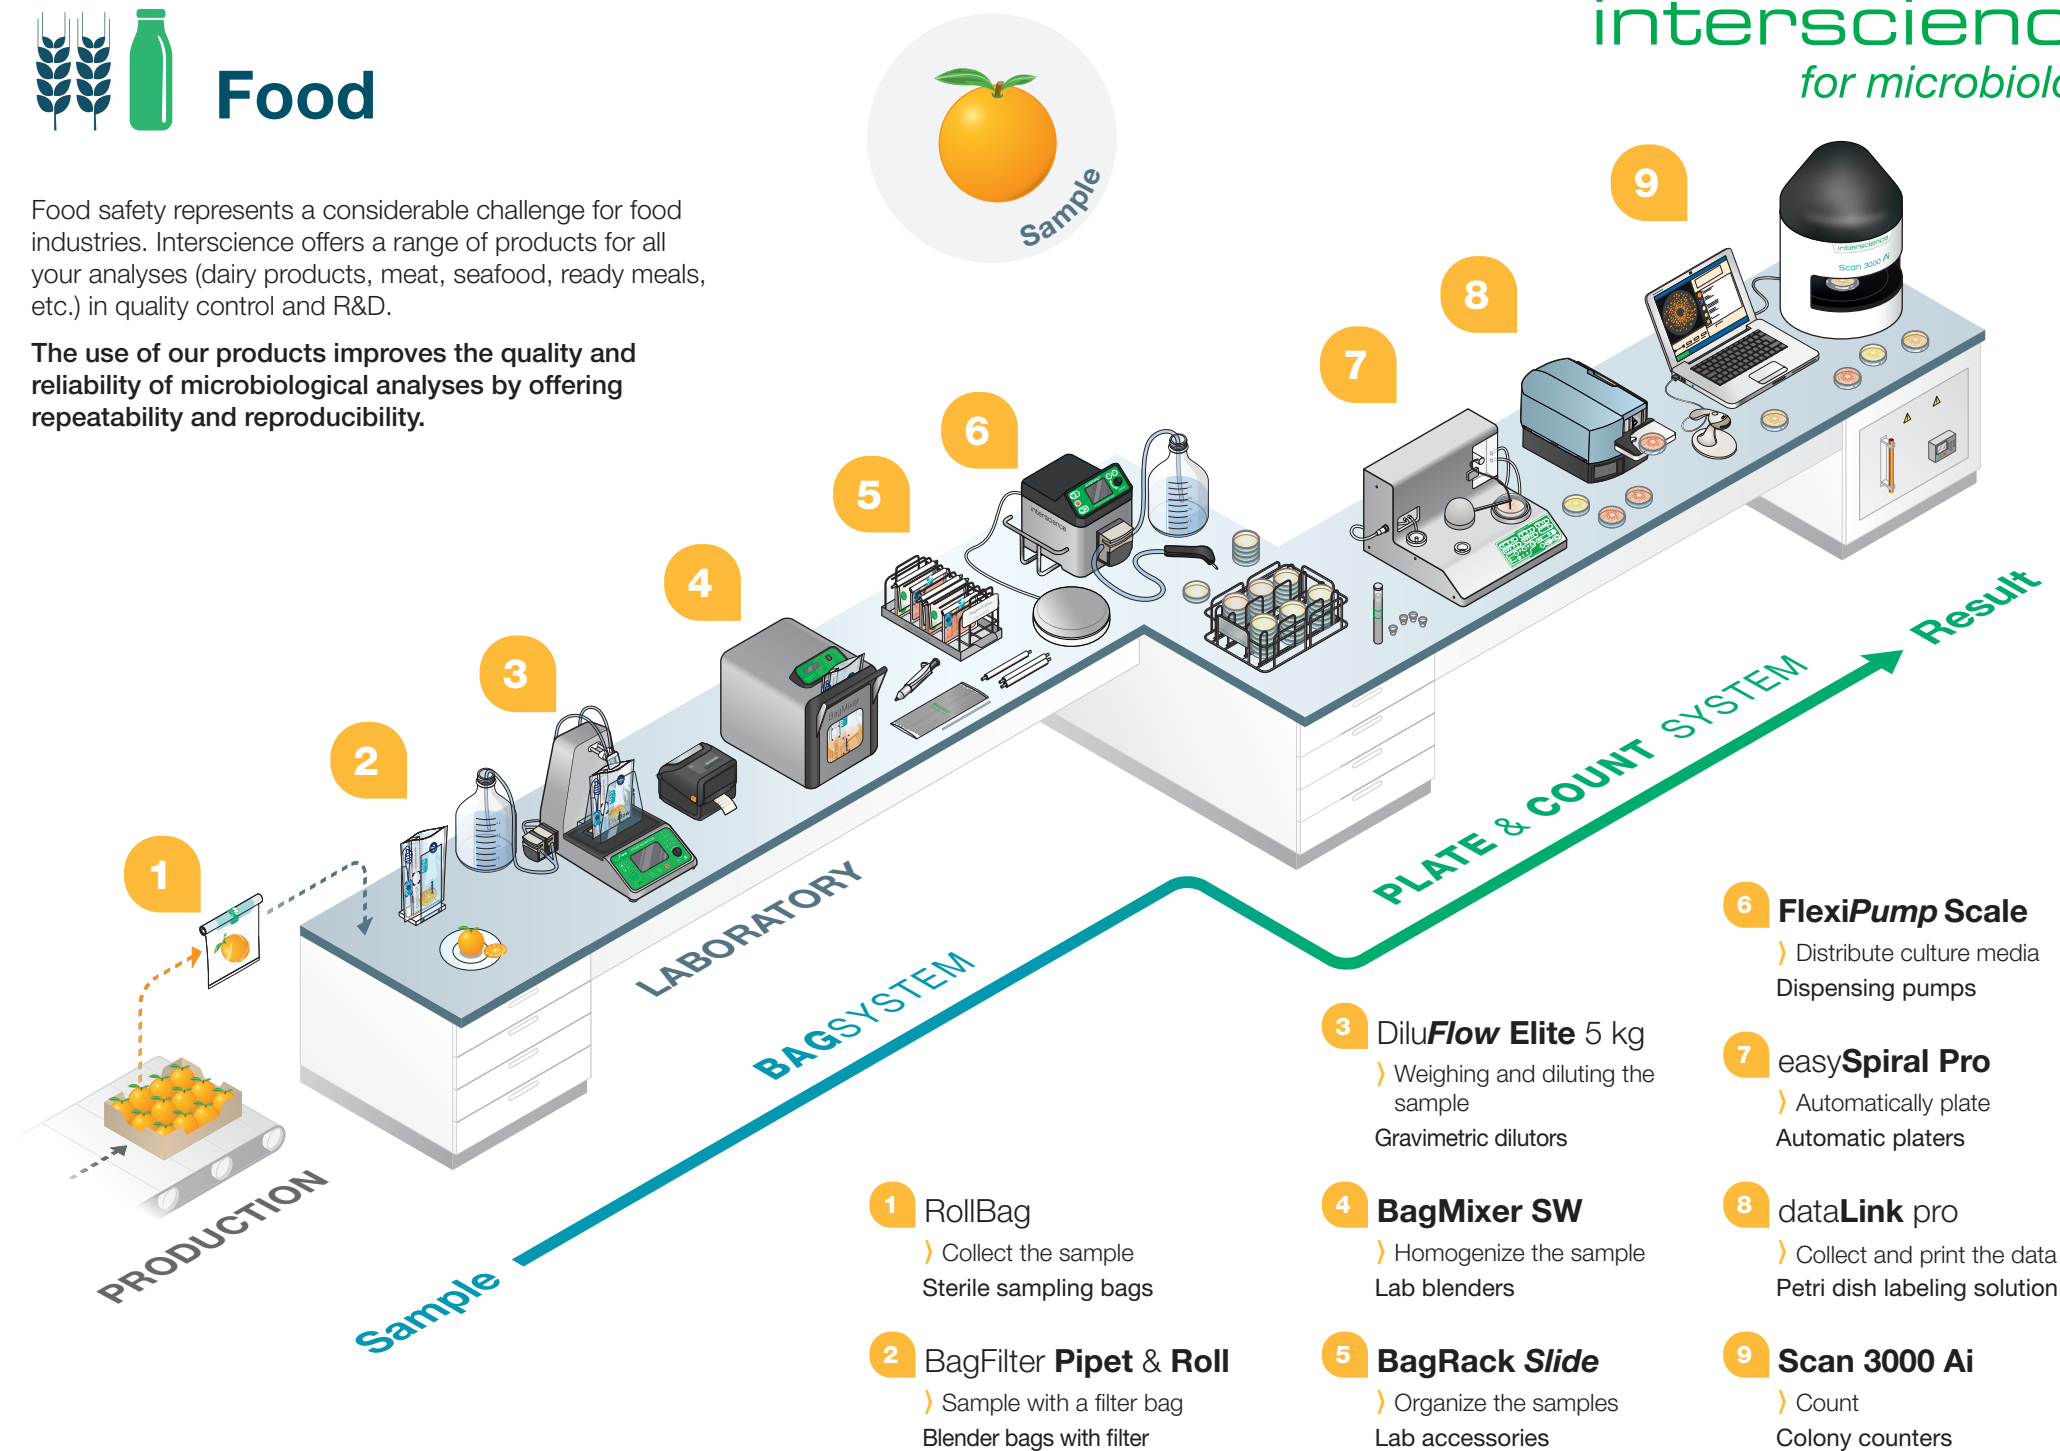 interscienc
for microbiolo
Food
Sample
Food safety represents a considerable challenge for food
industries. Interscience offers a range of products for all
your analyses (dairy products, meat, seafood, ready meals,
etc.) in quality control and R&D.
The use of our products improves the quality and
reliability of microbiological analyses by offering
repeatability and reproducibility.
1
2
3
4
5
6
7
8
9
interscience
Scan 3000 Ai
interscience
BagMixer
PRODUCTION
LABORATORY
Sample
BAGSYSTEM
PLATE & COUNT SYSTEM
Result
1 RollBag
⟩ Collect the sample
Sterile sampling bags
2 BagFilter Pipet & Roll
⟩ Sample with a filter bag
Blender bags with filter
3 DiluFlow Elite 5 kg
⟩ Weighing and diluting the
sample
Gravimetric dilutors
4 BagMixer SW
⟩ Homogenize the sample
Lab blenders
5 BagRack Slide
⟩ Organize the samples
Lab accessories
6 FlexiPump Scale
⟩ Distribute culture media
Dispensing pumps
7 easySpiral Pro
⟩ Automatically plate
Automatic platers
8 dataLink pro
⟩ Collect and print the data
Petri dish labeling solution
9 Scan 3000 Ai
⟩ Count
Colony counters